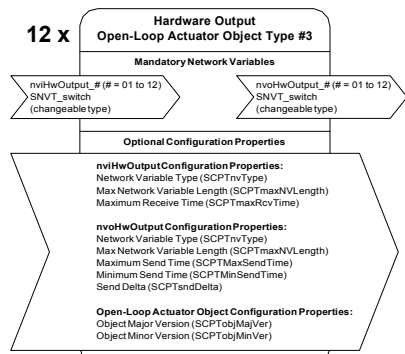 12 x
Hardware Output
Open-Loop Actuator Object Type #3
Mandatory Network Variables
nviHwOutput_# (# = 01 to 12)
SNVT_switch
(changeable type)
nvoHwOutput_# (# = 01 to 12)
SNVT_switch
(changeable type)
Optional Configuration Properties
nviHwOutput Configuration Properties:
Network Variable Type (SCPTnvType)
Max Network Variable Length (SCPTmaxNVLength)
Maximum Receive Time (SCPTmaxRcvTime)
nvoHwOutput Configuration Properties:
Network Variable Type (SCPTnvType)
Max Network Variable Length (SCPTmaxNVLength)
Maximum Send Time (SCPTMaxSendTime)
Minimum Send Time (SCPTMinSendTime)
Send Delta (SCPTsndDelta)
Open-Loop Actuator Object Configuration Properties:
Object Major Version (SCPTobjMajVer)
Object Minor Version (SCPTobjMinVer)